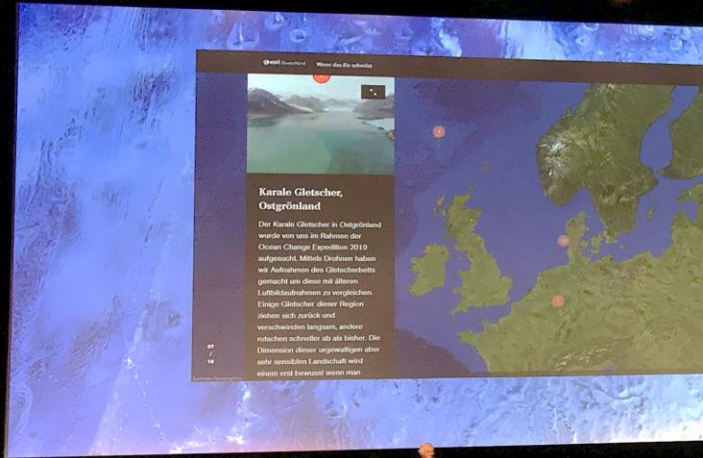 esri Deutschland Wenn das Eis schmilzt
Karale Gletscher,
Ostgrönland
Der Karale Gletscher in Ostgrönland
wurde von uns im Rahmen der
Ocean Change Expedition 2019
aufgesucht. Mittels Drohnen haben
wir Aufnahmen des Gletscherbetts
gemacht um diese mit älteren
Luftbildaufnahmen zu vergleichen.
Einige Gletscher dieser Region
ziehen sich zurück und
verschwinden langsam, andere
rutschen schneller ab als bisher. Die
Dimension dieser urgewaltigen aber
sehr sensiblen Landschaft wird
einem erst bewusst wenn man